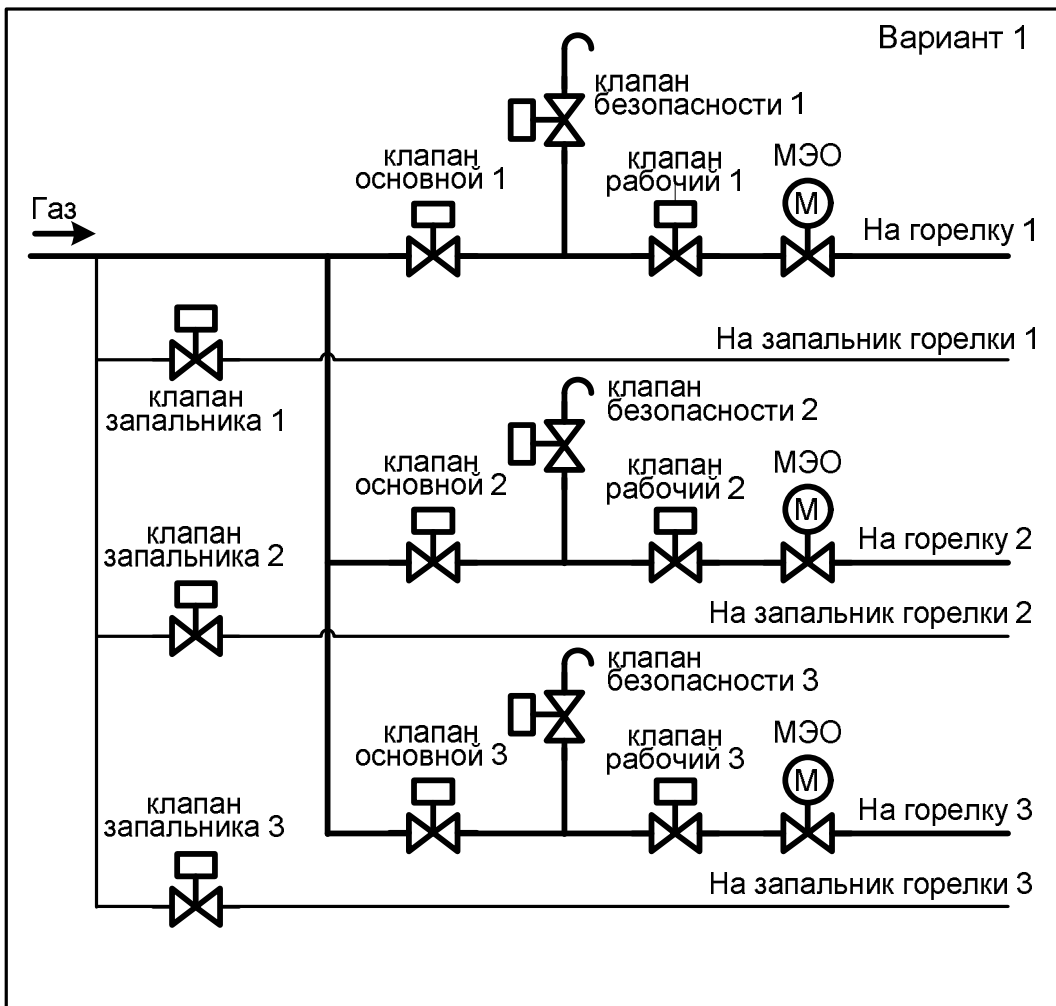 Вариант 1
клапан
безопасности 1
клапан
основной 1
клапан
рабочий 1
МЭО
М
Газ
На горелку 1
На запальник горелки 1
клапан
запальника 1
клапан
безопасности 2
клапан
основной 2
клапан
рабочий 2
МЭО
М
На горелку 2
клапан
запальника 2
На запальник горелки 2
клапан
безопасности 3
клапан
основной 3
клапан
рабочий 3
МЭО
М
На горелку 3
клапан
запальника 3
На запальник горелки 3